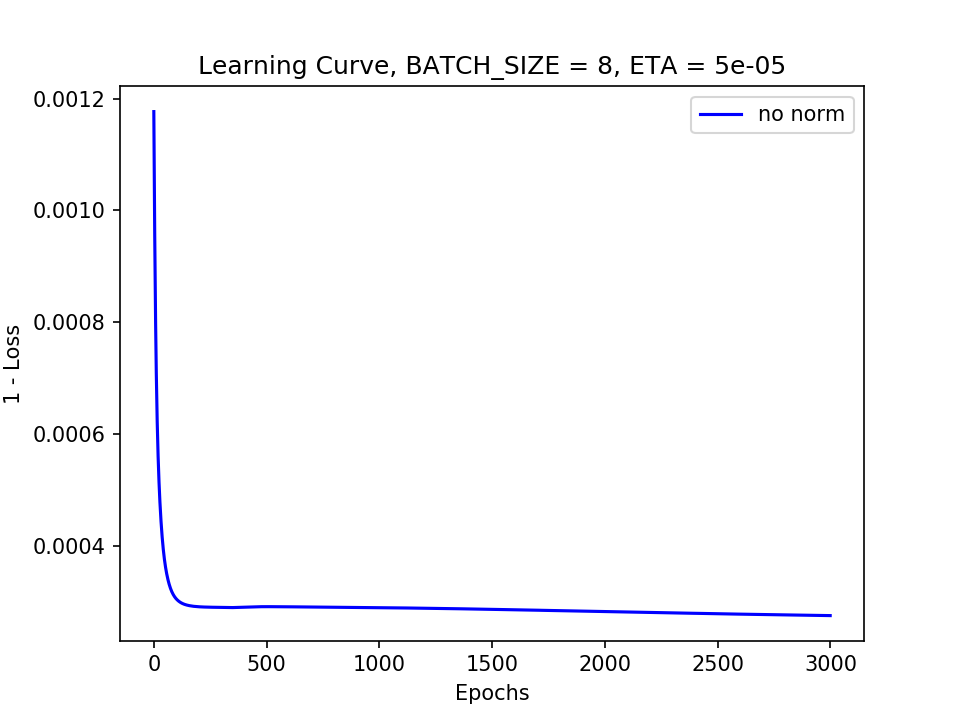 Learning Curve, BATCH_SIZE = 8, ETA = 5e-05
no norm
0.0012
0.0010
0.0008
0.0006
0.0004
1 - Loss
0 500 1000 1500 2000 2500 3000
Epochs